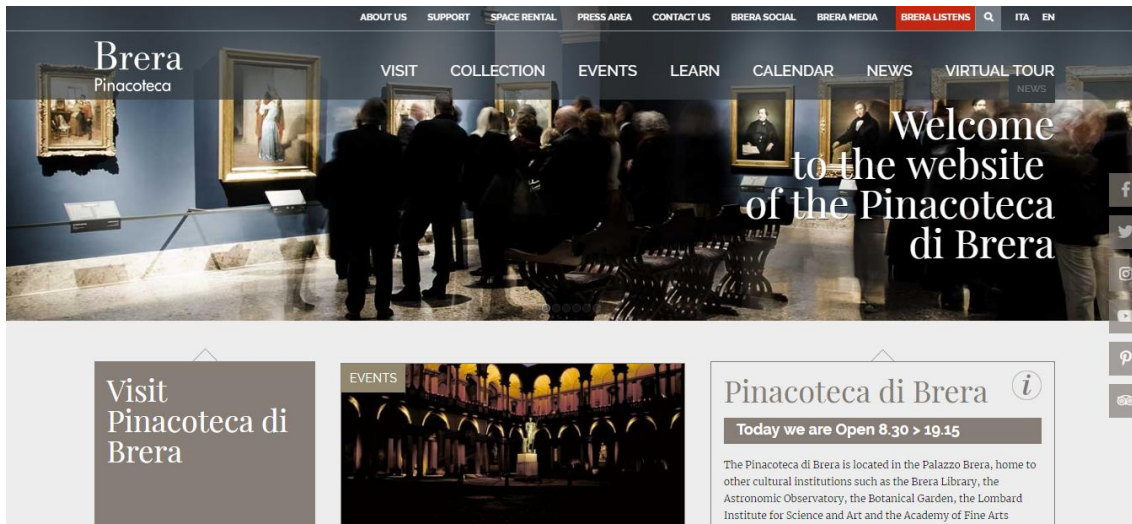 ABOUT US SUPPORT SPACE RENTAL PRESS AREA CONTACT US BRERA SOCIAL BRERA MEDIA BRERA LISTENS ITA EN
Brera
Pinacoteca
VISIT COLLECTION EVENTS LEARN CALENDAR NEWS VIRTUAL TOUR
NEWS
Welcome
to the website
of the Pinacoteca
di Brera
Visit
Pinacoteca di
Brera
EVENTS
Pinacoteca di Brera i
Today we are Open 8.30 > 19.15
The Pinacoteca di Brera is located in the Palazzo Brera, home to
other cultural institutions such as the Brera Library, the
Astronomic Observatory, the Botanical Garden, the Lombard
Institute for Science and Art and the Academy of Fine Arts